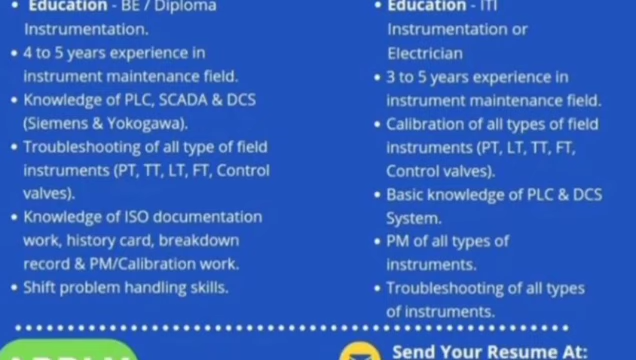 • Education - BE / Diploma
Instrumentation.
• 4 to 5 years experience in
instrument maintenance field.
• Knowledge of PLC, SCADA & DCS
(Siemens & Yokogawa).
• Troubleshooting of all type of field
instruments (PT, TT, LT, FT, Control
valves).
• Knowledge of ISO documentation
work, history card, breakdown
record & PM/Calibration work.
• Shift problem handling skills.
• Education - ITI
Instrumentation or
Electrician
• 3 to 5 years experience in
instrument maintenance field.
• Calibration of all types of field
instruments (PT, LT, TT, FT,
Control valves).
• Basic knowledge of PLC & DCS
System.
• PM of all types of
instruments.
• Troubleshooting of all types
of instruments.
Send Your Resume At: